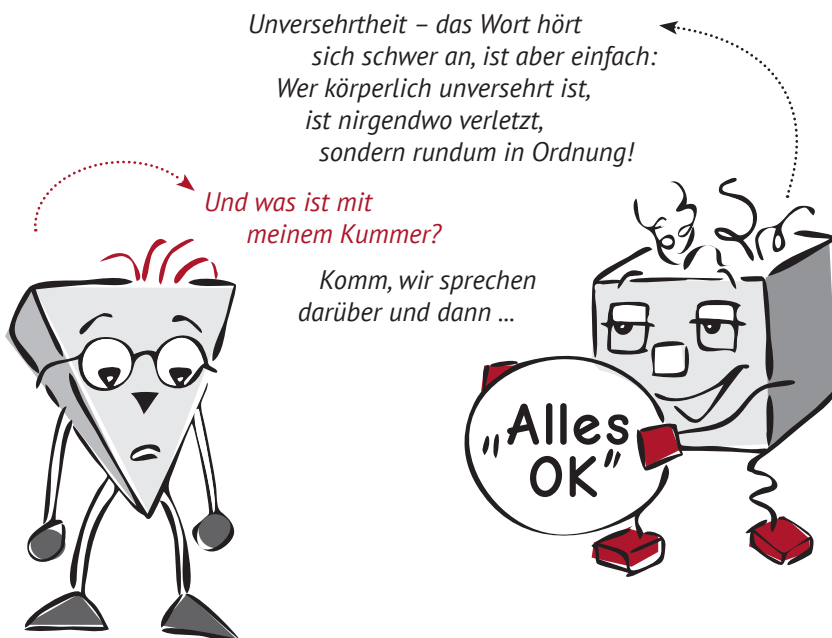 Unversehrtheit – das Wort hört
sich schwer an, ist aber einfach:
Wer körperlich unversehrt ist,
ist nirgendwo verletzt,
sondern rundum in Ordnung!
Und was ist mit
meinem Kummer?
Komm, wir sprechen
darüber und dann ...
„Alles
OK"